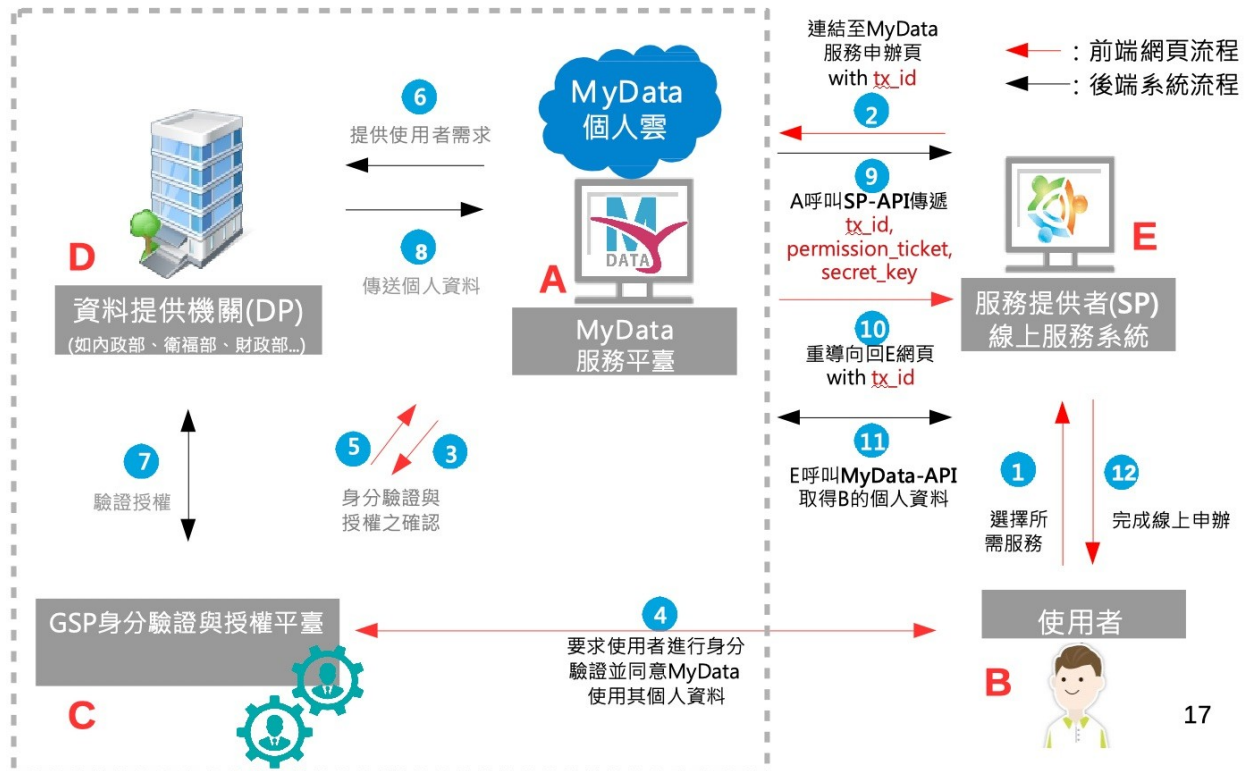 連結至MyData
服務申辦頁
with tx_id
：前端網頁流程
：後端系統流程
MyData
個人雲
6
提供使用者需求
2
9
A呼叫SP-API傳遞
tx_id,
permission_ticket,
secret_key
M
DATA
D
8
傳送個人資料
A
E
資料提供機關(DP)
(如內政部、衛福部、財政部...)
MyData
服務平臺
服務提供者(SP)
線上服務系統
10
重導向回E網頁
with tx_id
7
驗證授權
5
3
身分驗證與
授權之確認
11
E呼叫MyData-API
取得B的個人資料
1
選擇所
需服務
12
完成線上申辦
GSP身分驗證與授權平臺
C
4
要求使用者進行身分
驗證並同意MyData
使用其個人資料
使用者
B
17